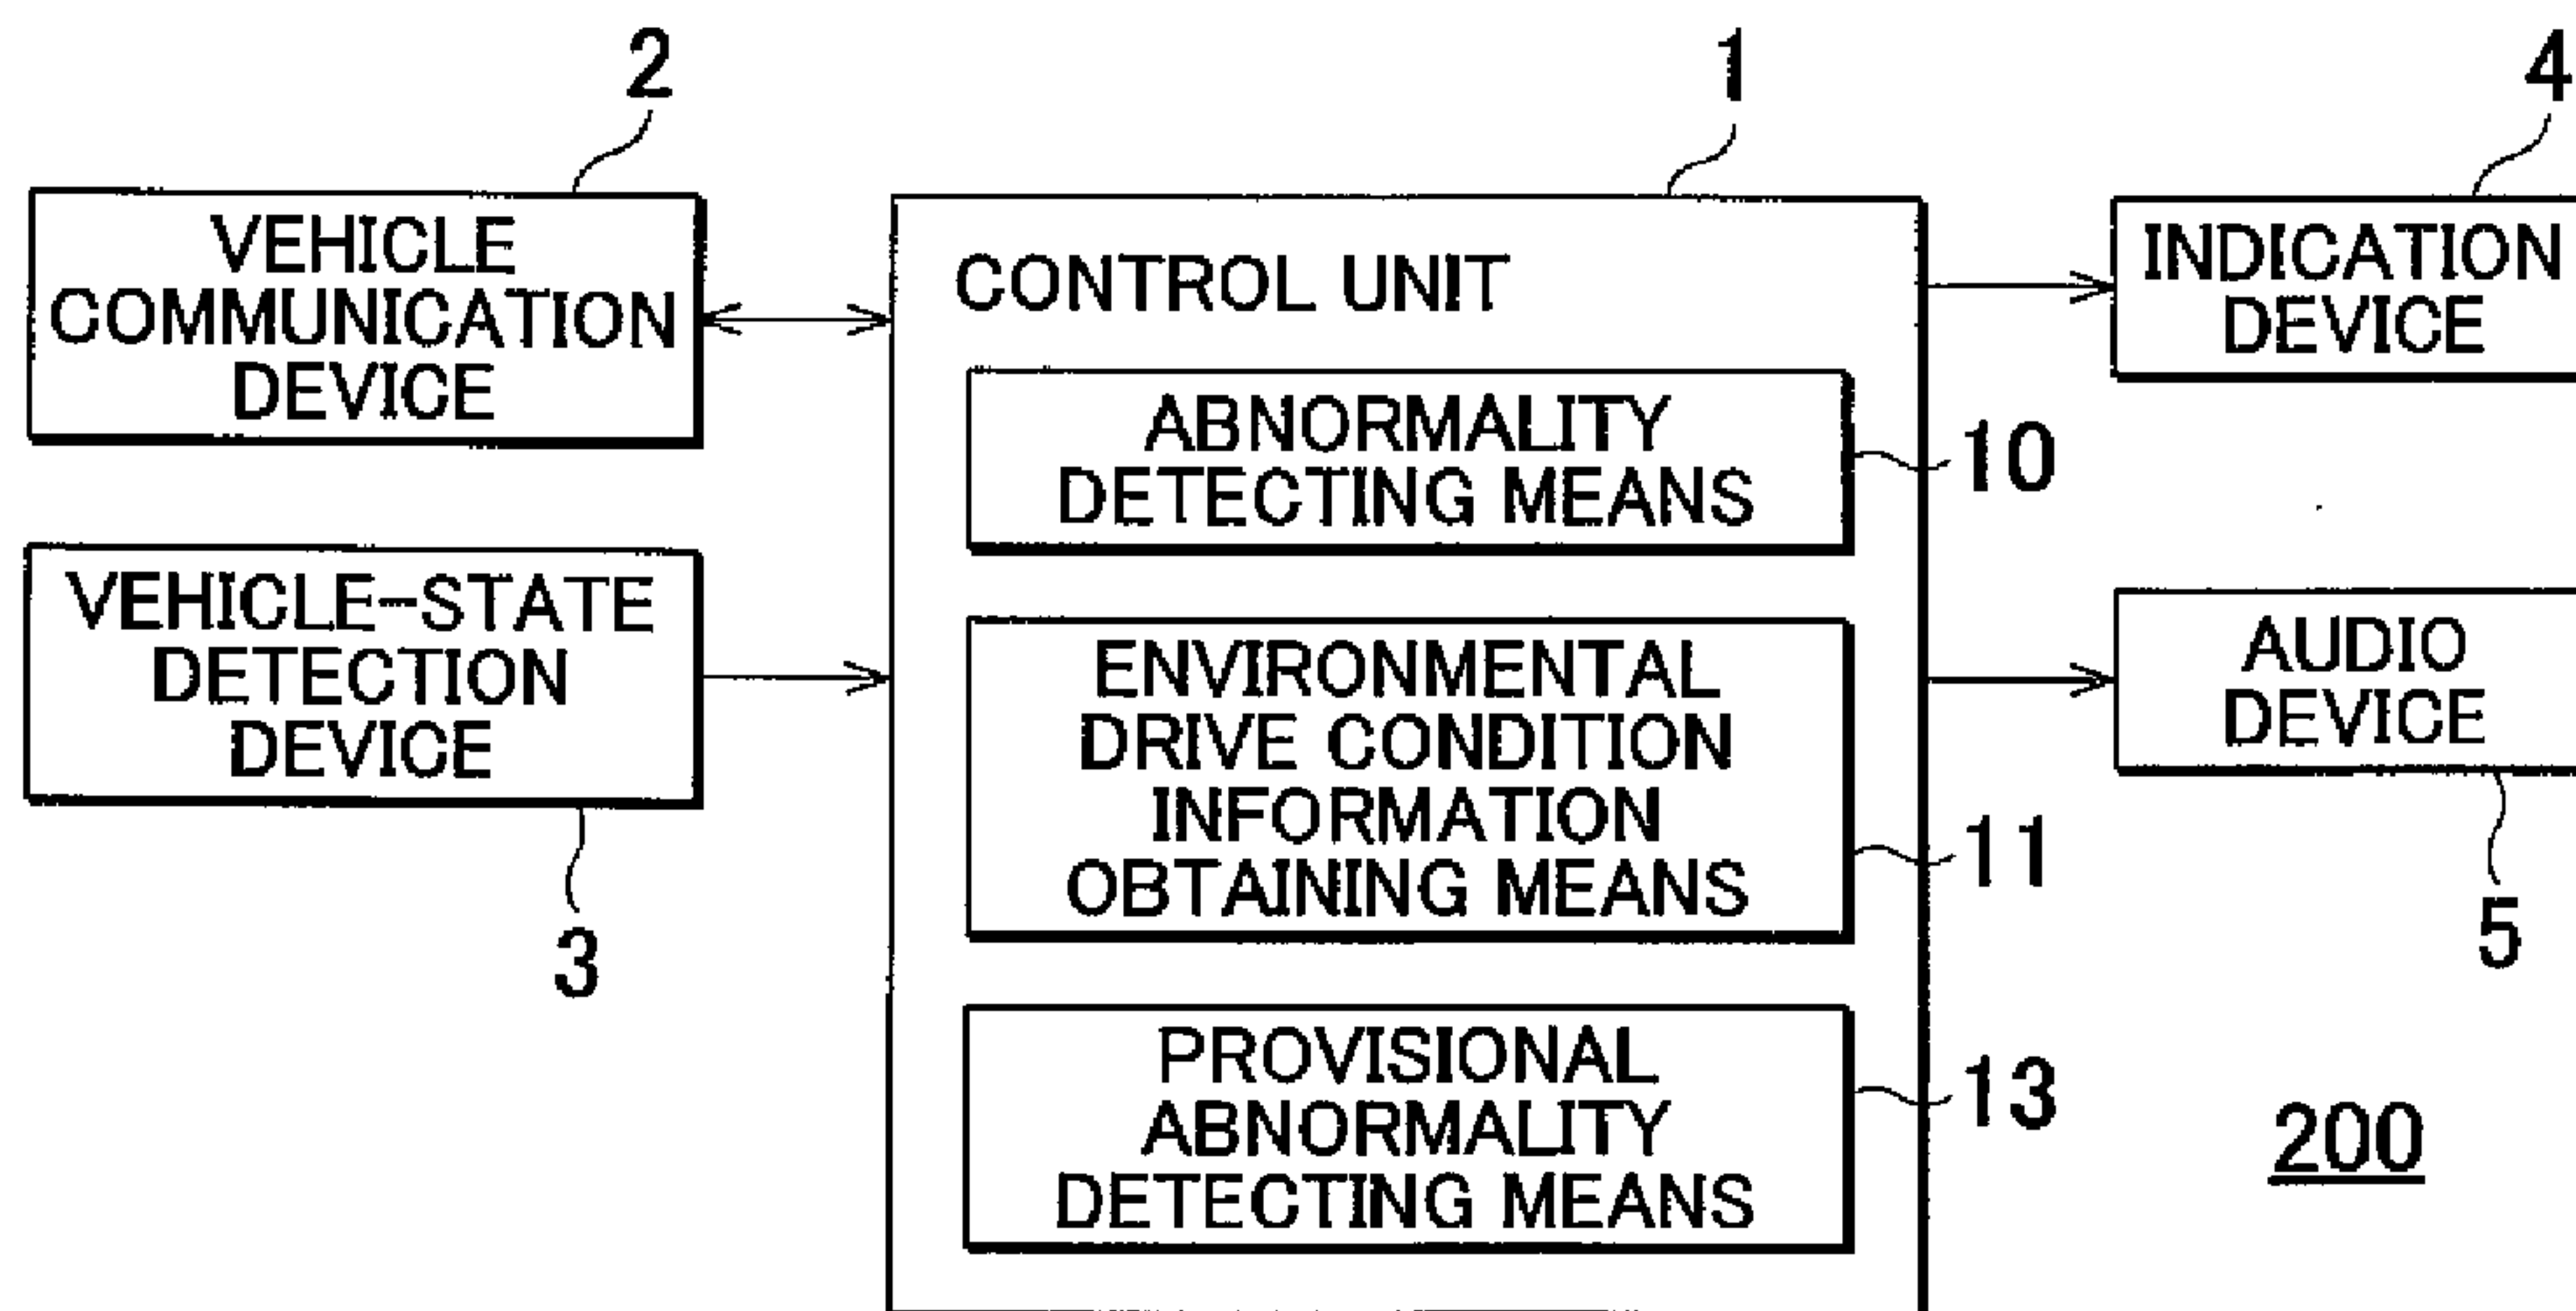 2
VEHICLE
COMMUNICATION
DEVICE
VEHICLE-STATE
DETECTION
DEVICE
3
1
CONTROL UNIT
ABNORMALITY
DETECTING MEANS
10
ENVIRONMENTAL
DRIVE CONDITION
INFORMATION
OBTAINING MEANS
11
PROVISIONAL
ABNORMALITY
DETECTING MEANS
13
4
INDICATION
DEVICE
AUDIO
DEVICE
5
200